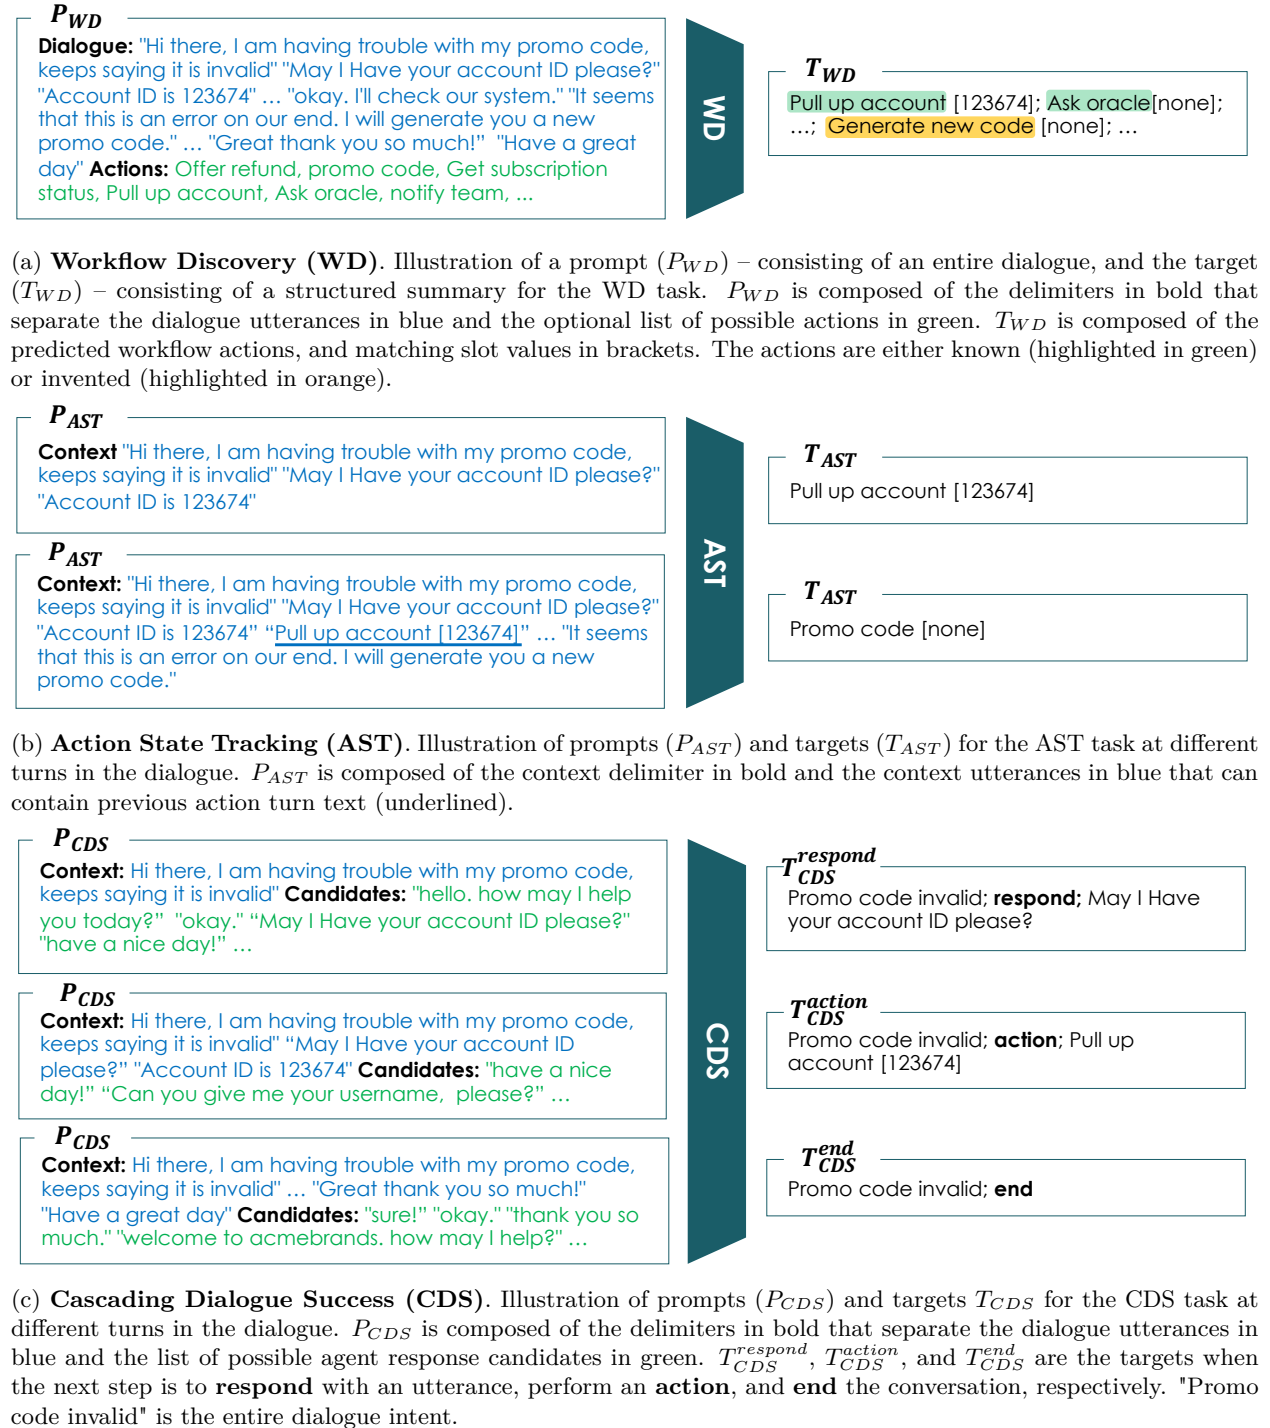 P_WD
Dialogue: "Hi there, I am having trouble with my promo code,
keeps saying it is invalid" "May I Have your account ID please?"
"Account ID is 123674" … "okay. I'll check our system." "It seems
that this is an error on our end. I will generate you a new
promo code." … "Great thank you so much!” "Have a great
day" Actions: Offer refund, promo code, Get subscription
status, Pull up account, Ask oracle, notify team, ...
WD
T_WD
Pull up account [123674]; Ask oracle[none];
…; Generate new code [none]; …
(a) Workflow Discovery (WD). Illustration of a prompt (P_WD) – consisting of an entire dialogue, and the target
(T_WD) – consisting of a structured summary for the WD task. P_WD is composed of the delimiters in bold that
separate the dialogue utterances in blue and the optional list of possible actions in green. T_WD is composed of the
predicted workflow actions, and matching slot values in brackets. The actions are either known (highlighted in green)
or invented (highlighted in orange).
P_AST
Context "Hi there, I am having trouble with my promo code,
keeps saying it is invalid" "May I Have your account ID please?"
"Account ID is 123674"
P_AST
Context: "Hi there, I am having trouble with my promo code,
keeps saying it is invalid" "May I Have your account ID please?"
"Account ID is 123674” “Pull up account [123674]” … "It seems
that this is an error on our end. I will generate you a new
promo code."
AST
T_AST
Pull up account [123674]
T_AST
Promo code [none]
(b) Action State Tracking (AST). Illustration of prompts (P_AST) and targets (T_AST) for the AST task at different
turns in the dialogue. P_AST is composed of the context delimiter in bold and the context utterances in blue that can
contain previous action turn text (underlined).
P_CDS
Context: Hi there, I am having trouble with my promo code,
keeps saying it is invalid" Candidates: "hello. how may I help
you today?” "okay." “May I Have your account ID please?"
"have a nice day!” …
P_CDS
Context: Hi there, I am having trouble with my promo code,
keeps saying it is invalid" “May I Have your account ID
please?” "Account ID is 123674" Candidates: "have a nice
day!” “Can you give me your username, please?” …
P_CDS
Context: Hi there, I am having trouble with my promo code,
keeps saying it is invalid" … "Great thank you so much!"
"Have a great day" Candidates: "sure!" "okay." "thank you so
much." "welcome to acmebrands. how may I help?" …
CDS
T_CDS^respond
Promo code invalid; respond; May I Have
your account ID please?
T_CDS^action
Promo code invalid; action; Pull up
account [123674]
T_CDS^end
Promo code invalid; end
(c) Cascading Dialogue Success (CDS). Illustration of prompts (P_CDS) and targets T_CDS for the CDS task at
different turns in the dialogue. P_CDS is composed of the delimiters in bold that separate the dialogue utterances in
blue and the list of possible agent response candidates in green. T_CDS^respond, T_CDS^action, and T_CDS^end are the targets when
the next step is to respond with an utterance, perform an action, and end the conversation, respectively. "Promo
code invalid" is the entire dialogue intent.